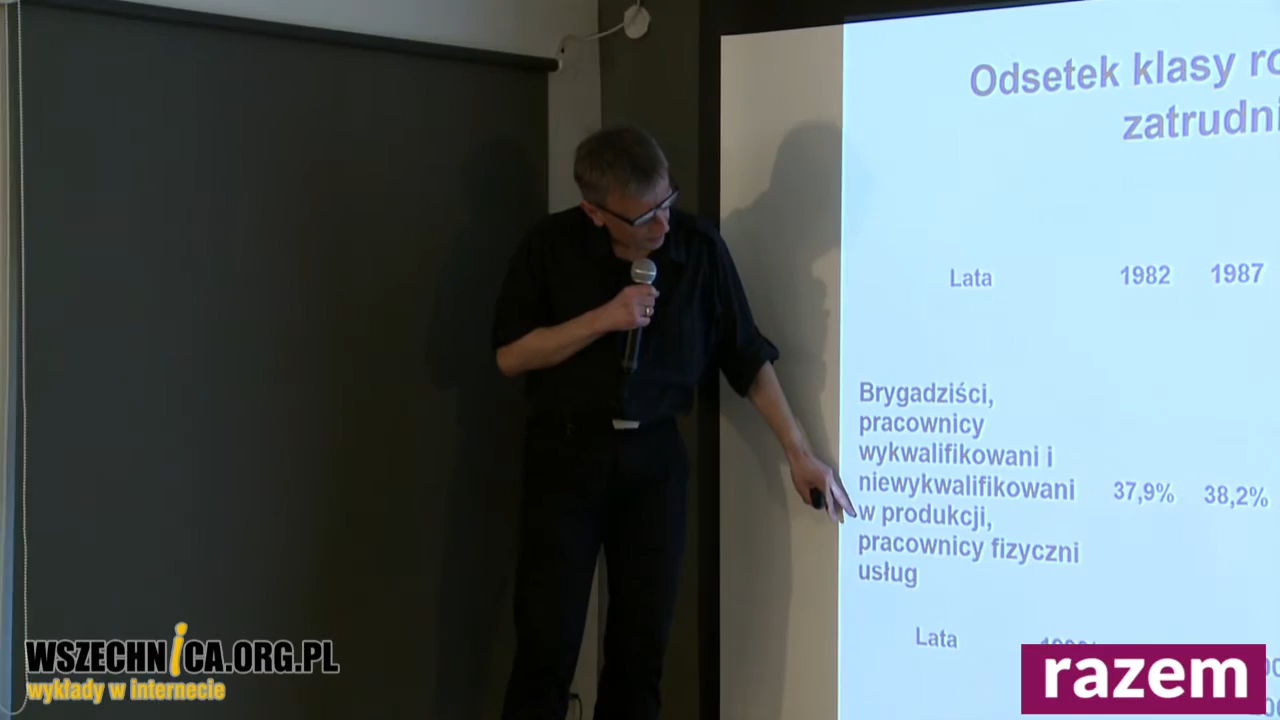 Odsetek klasy
zatrudni
Lata 1982 1987
Brygadziści,
pracownicy
wykwalifikowani i
niewykwalifikowani 37,9% 38,2%
w produkcji,
pracownicy fizyczni
usług
Lata
WSZECHNICA.ORG.PL
wykłady w internecie
razem